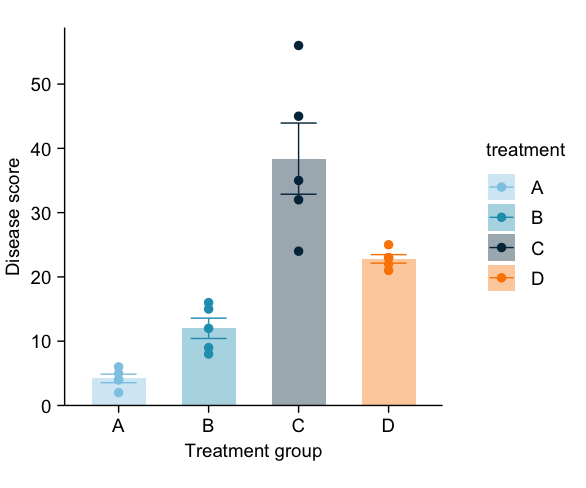 Disease score
50
40
30
20
10
0
A B C D
Treatment group
treatment
A
B
C
D